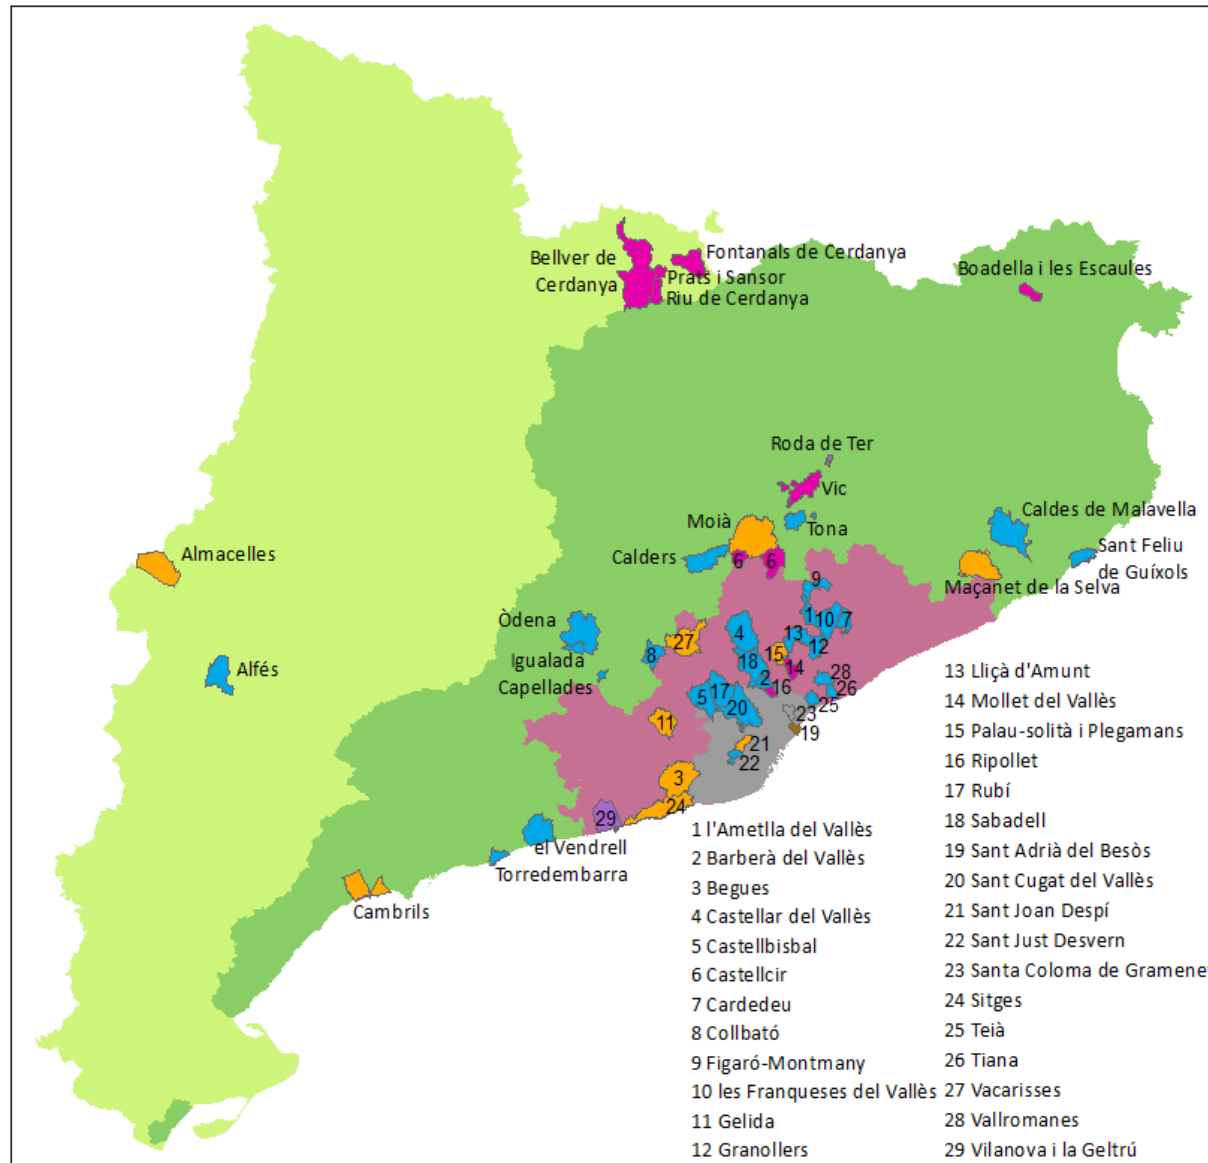 Bellver de
Cerdanya
Fontanals de Cerdanya
Prats i Sansor
Riu de Cerdanya
Boadella i les Escaules
Roda de Ter
Vic
Tona
Moià
Calders
6
6
Caldes de Malavella
Sant Feliu
de Guíxols
Maçanet de la Selva
Almacelles
Alfés
Òdena
Igualada
Capellades
9
1
10
7
13
12
4
27
8
15
14
18
2
16
28
26
25
5
17
20
23
19
11
21
22
3
24
29
el Vendrell
Torredembarra
Cambrils
1 l'Ametlla del Vallès
2 Barberà del Vallès
3 Begues
4 Castellar del Vallès
5 Castellbisbal
6 Castellcir
7 Cardedeu
8 Collbató
9 Figaró-Montmany
10 les Franqueses del Vallès
11 Gelida
12 Granollers
13 Lliçà d'Amunt
14 Mollet del Vallès
15 Palau-solità i Plegamans
16 Ripollet
17 Rubí
18 Sabadell
19 Sant Adrià del Besòs
20 Sant Cugat del Vallès
21 Sant Joan Despí
22 Sant Just Desvern
23 Santa Coloma de Gramenet
24 Sitges
25 Teià
26 Tiana
27 Vacarisses
28 Vallromanes
29 Vilanova i la Geltrú